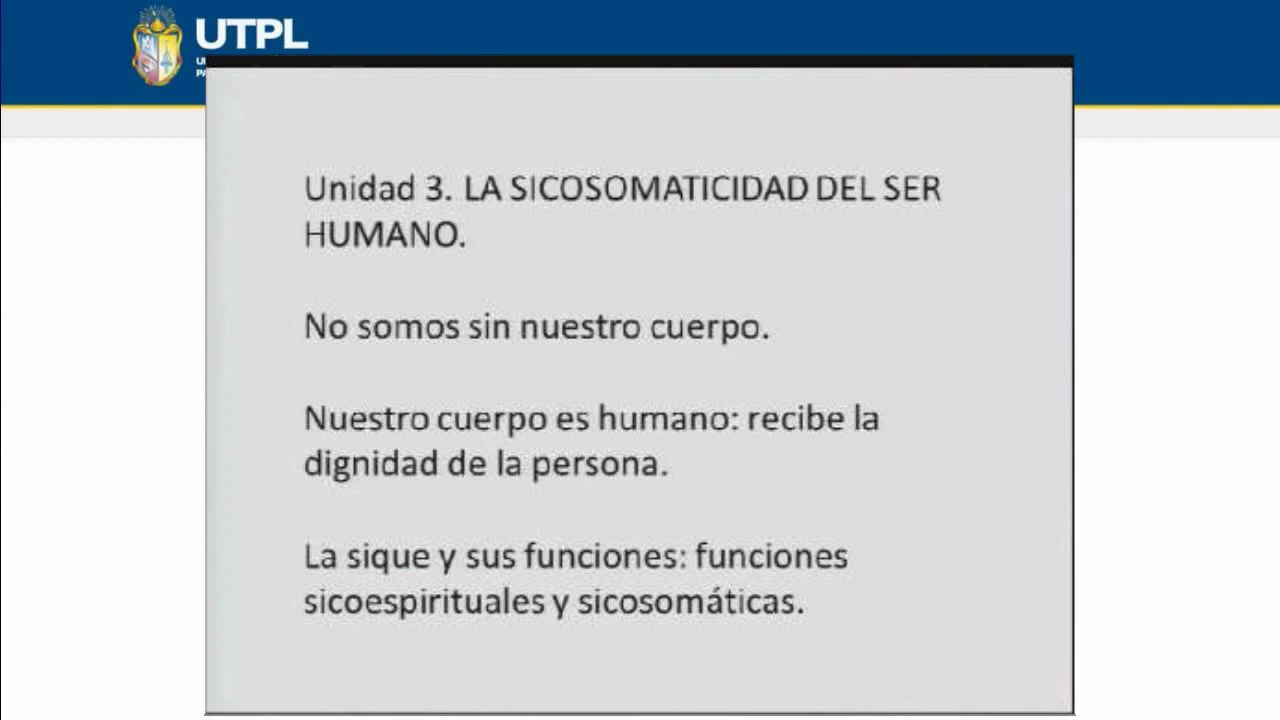 UTPL
Unidad 3. LA SICOSOMATICIDAD DEL SER
HUMANO.
No somos sin nuestro cuerpo.
Nuestro cuerpo es humano: recibe la
dignidad de la persona.
La sique y sus funciones: funciones
sicoespirituales y sicosomáticas.